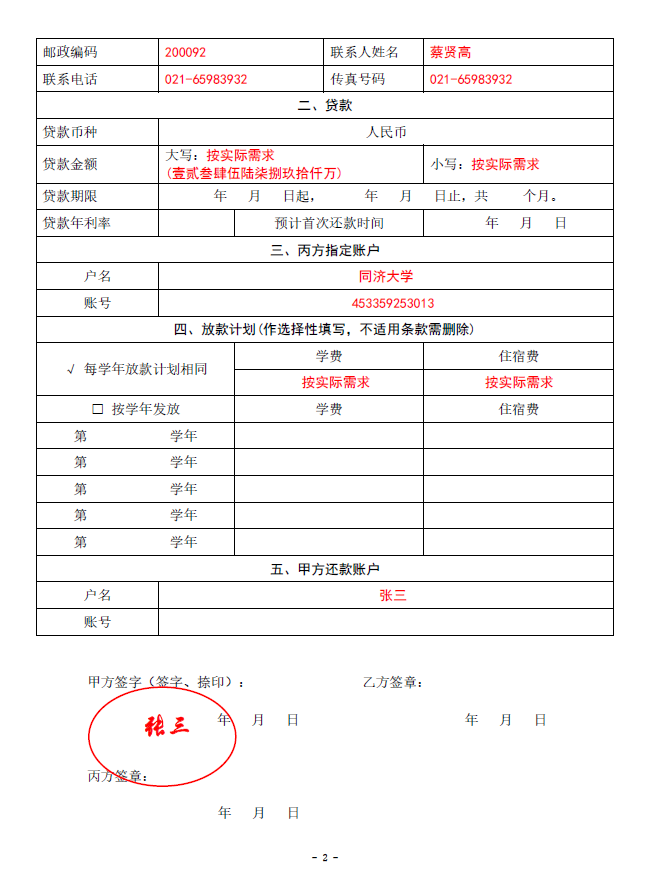 邮政编码 200092 联系人姓名 蔡贤高
联系电话 021-65983932 传真号码 021-65983932
二、贷款
贷款币种 人民币
贷款金额 大写：按实际需求 小写：按实际需求
(壹贰叁肆伍陆柒捌玖拾仟万)
贷款期限 年 月 日起， 年 月 日止，共 个月。
贷款年利率 预计首次还款时间 年 月 日
三、丙方指定账户
户名 同济大学
账号 453359253013
四、放款计划(作选择性填写，不适用条款需删除)
√ 每学年放款计划相同 学费 住宿费
按实际需求 按实际需求
□ 按学年发放 学费 住宿费
第 学年
第 学年
第 学年
第 学年
第 学年
五、甲方还款账户
户名 张三
账号
甲方签字（签字、捺印）： 乙方签章：
张三 年 月 日 年 月 日
丙方签章：
年 月 日
- 2 -